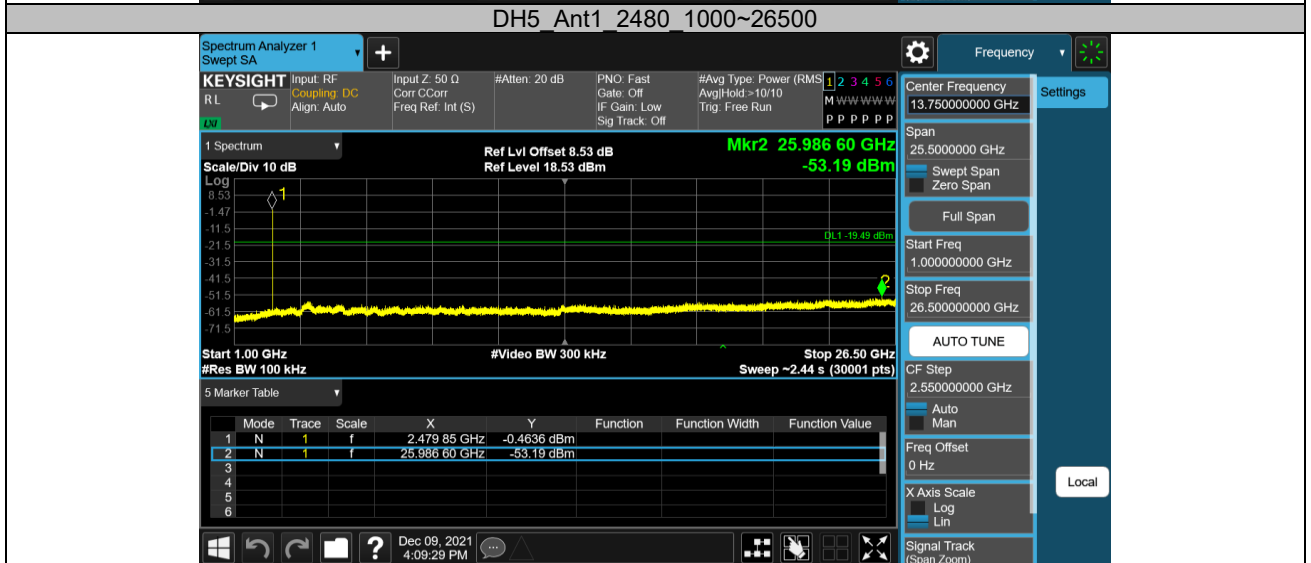 DH5_Ant1_2480_1000~26500
Spectrum Analyzer 1
Swept SA
Frequency
KEYSIGHT
RL
LXI
Input: RF
Coupling: DC
Align: Auto
Input Z: 50 Ω
Corr CCorr
Freq Ref: Int (S)
#Atten: 20 dB
PNO: Fast
Gate: Off
IF Gain: Low
Sig Track: Off
#Avg Type: Power (RMS
Avg|Hold:>10/10
Trig: Free Run
1 2 3 4 5 6
M W W W W W
P P P P P P
1 Spectrum
Scale/Div 10 dB
Ref Lvl Offset 8.53 dB
Ref Level 18.53 dBm
Mkr2 25.986 60 GHz
-53.19 dBm
Log
8.53
-1.47
-11.5
-21.5
-31.5
-41.5
-51.5
-61.5
-71.5
1
DL1 -19.49 dBm
2
Start 1.00 GHz
#Res BW 100 kHz
#Video BW 300 kHz
Stop 26.50 GHz
Sweep ~2.44 s (30001 pts)
5 Marker Table
Mode Trace Scale X Y Function Function Width Function Value
1 N 1 f 2.479 85 GHz -0.4636 dBm
2 N 1 f 25.986 60 GHz -53.19 dBm
3
4
5
6
Dec 09, 2021
4:09:29 PM
Center Frequency
13.750000000 GHz
Settings
Span
25.5000000 GHz
Swept Span
Zero Span
Full Span
Start Freq
1.000000000 GHz
Stop Freq
26.500000000 GHz
AUTO TUNE
CF Step
2.550000000 GHz
Auto
Man
Freq Offset
0 Hz
Local
X Axis Scale
Log
Lin
Signal Track
(Span Zoom)